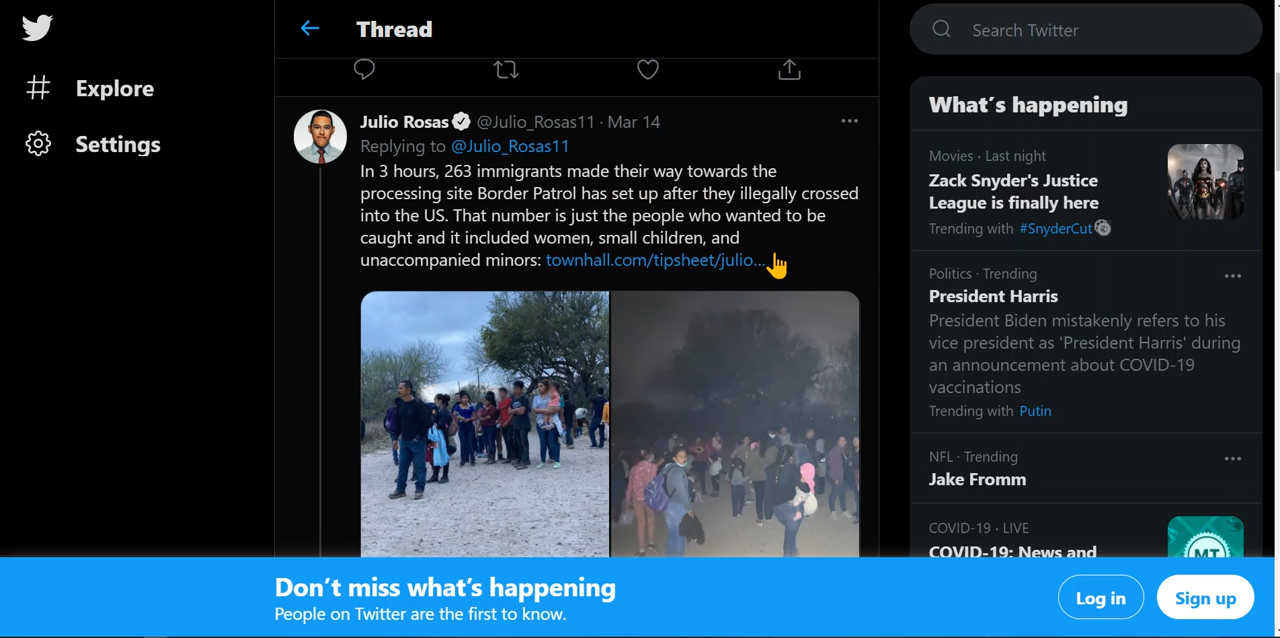 Thread
Explore
Settings
Julio Rosas @Julio_Rosas11 · Mar 14
Replying to @Julio_Rosas11
In 3 hours, 263 immigrants made their way towards the
processing site Border Patrol has set up after they illegally crossed
into the US. That number is just the people who wanted to be
caught and it included women, small children, and
unaccompanied minors: townhall.com/tipsheet/julio...
Search Twitter
What's happening
Movies · Last night
Zack Snyder's Justice
League is finally here
Trending with #SnyderCut
Politics · Trending
President Harris
President Biden mistakenly refers to his
vice president as 'President Harris' during
an announcement about COVID-19
vaccinations
Trending with Putin
NFL · Trending
Jake Fromm
COVID-19 · LIVE
COVID-19: News and
MT
Don't miss what's happening
People on Twitter are the first to know.
Log in
Sign up